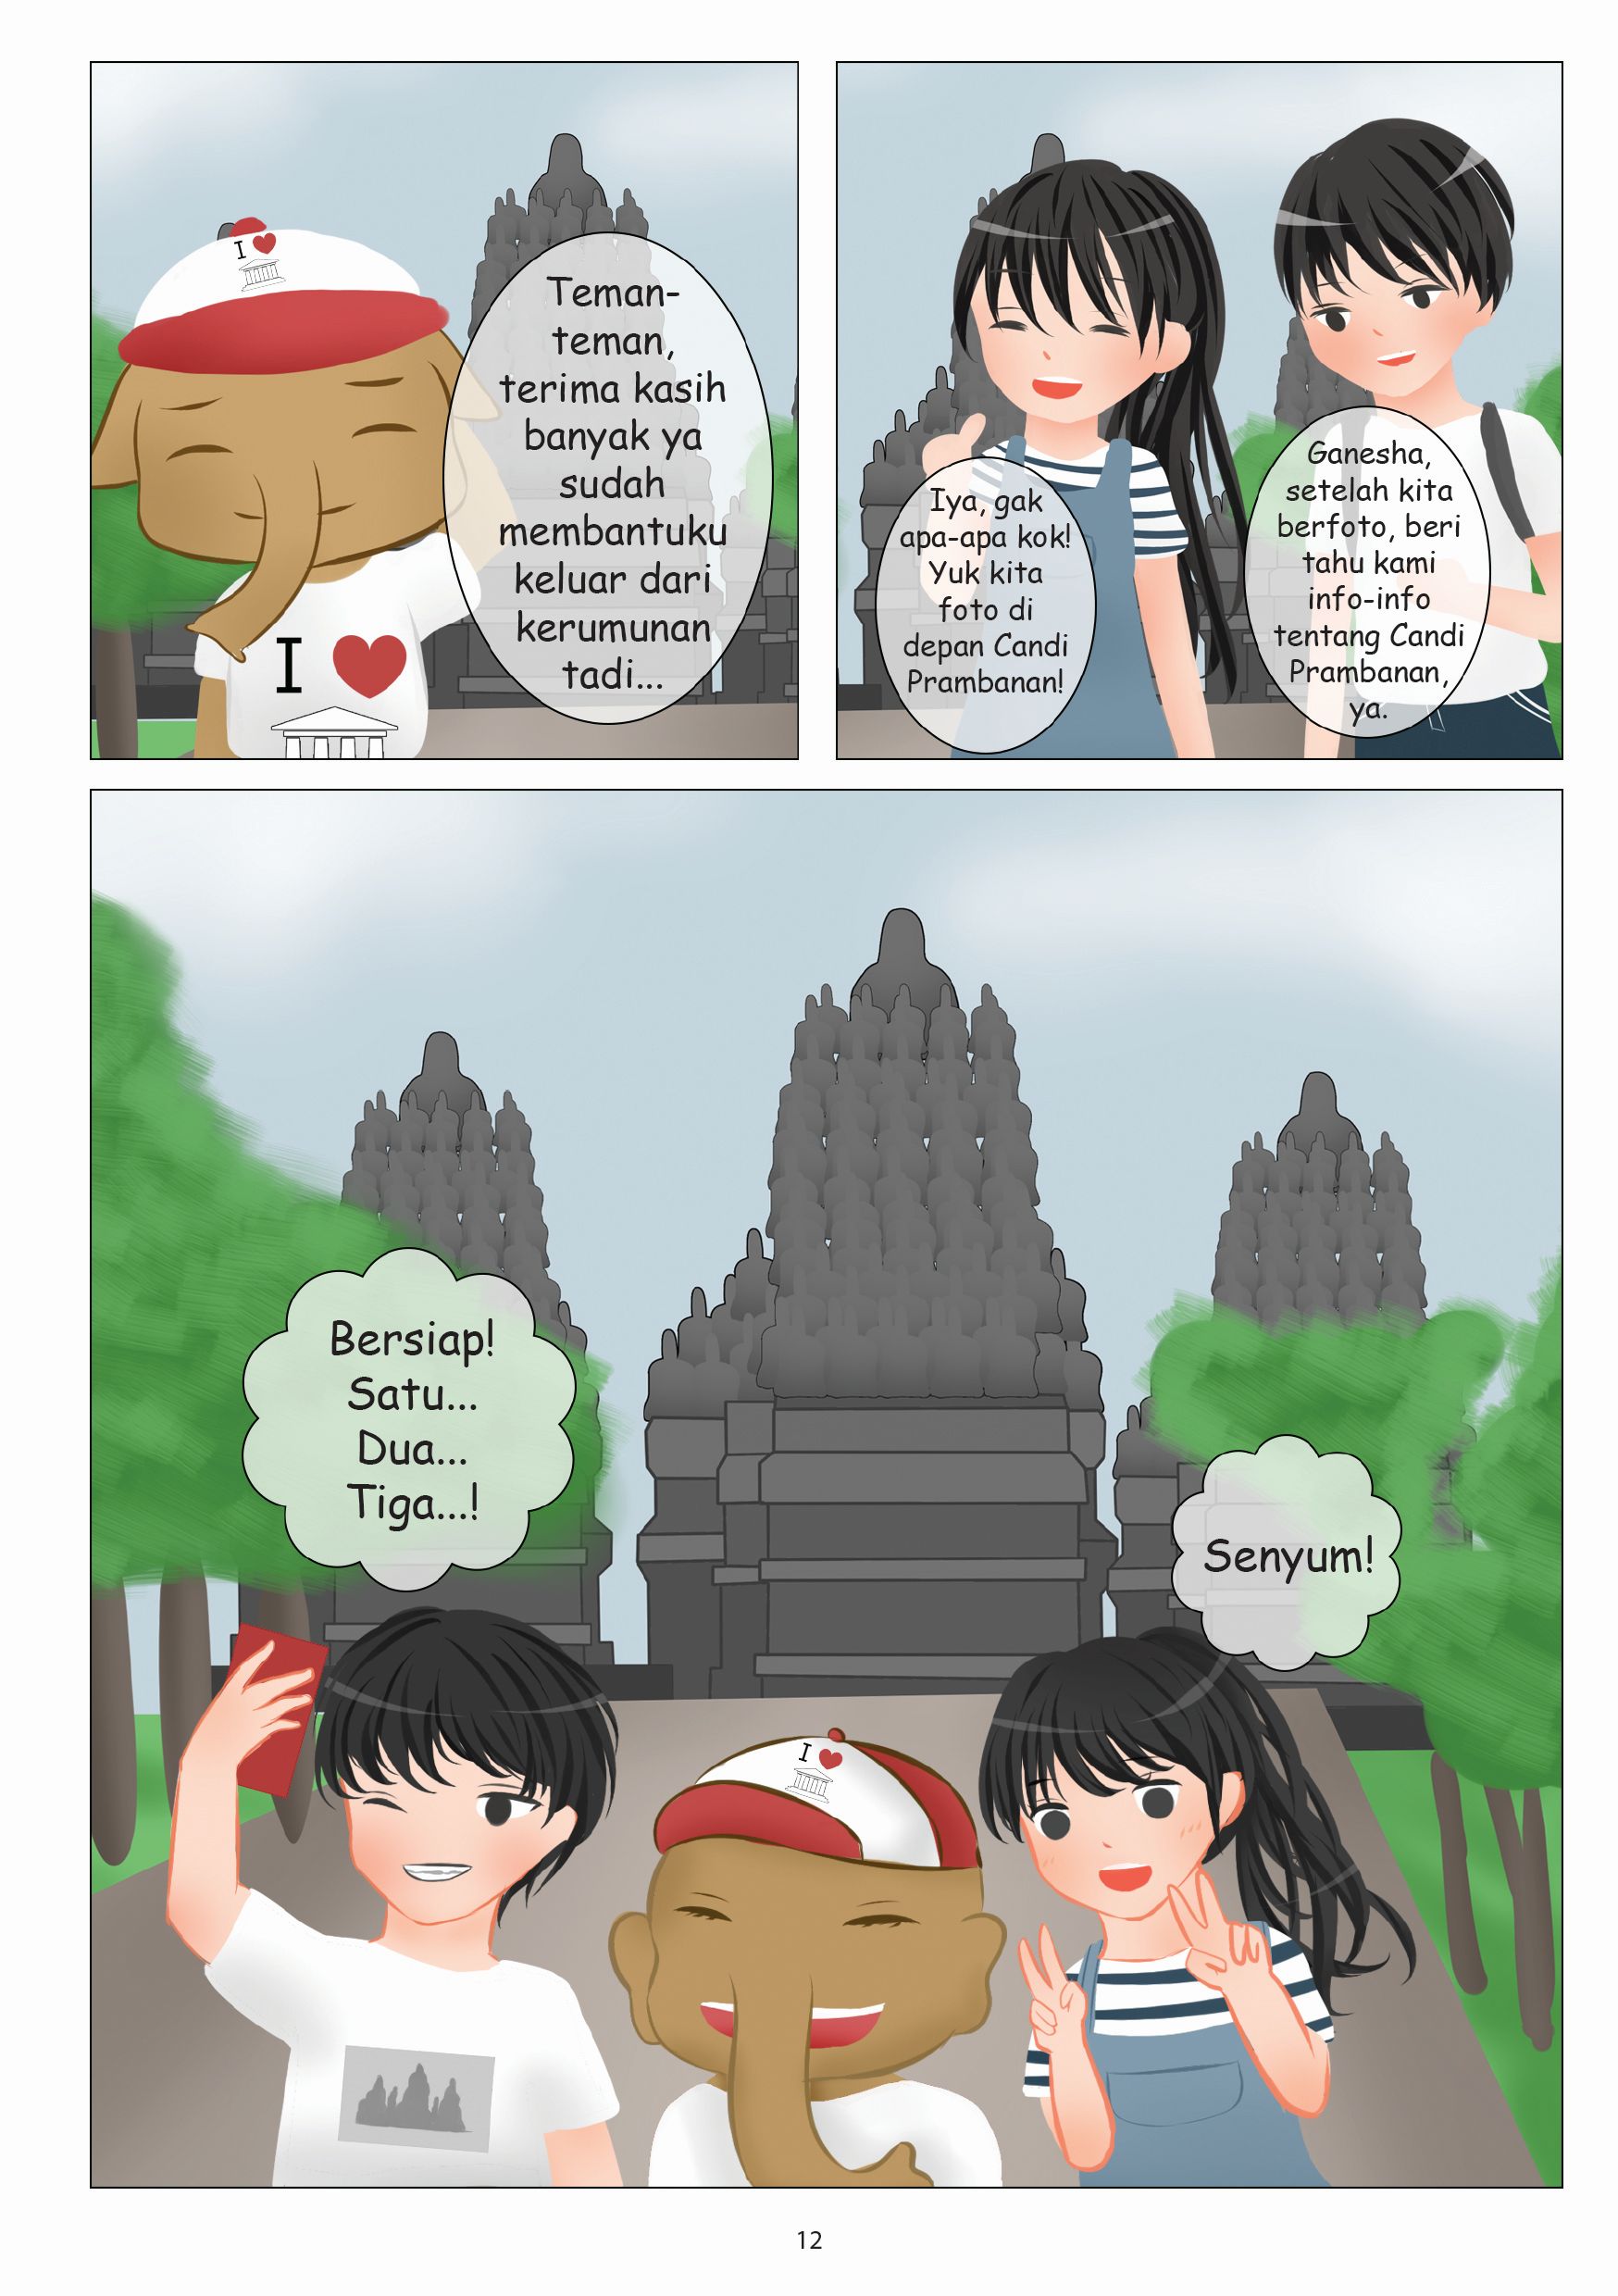 I
Teman-
teman,
terima kasih
banyak ya
sudah
membantuku
keluar dari
kerumunan
tadi...
I
Iya, gak
apa-apa kok!
Yuk kita
foto di
depan Candi
Prambanan!
Ganesha,
setelah kita
berfoto, beri
tahu kami
info-info
tentang Candi
Prambanan,
ya.
Bersiap!
Satu...
Dua...
Tiga...!
Senyum!
I
12